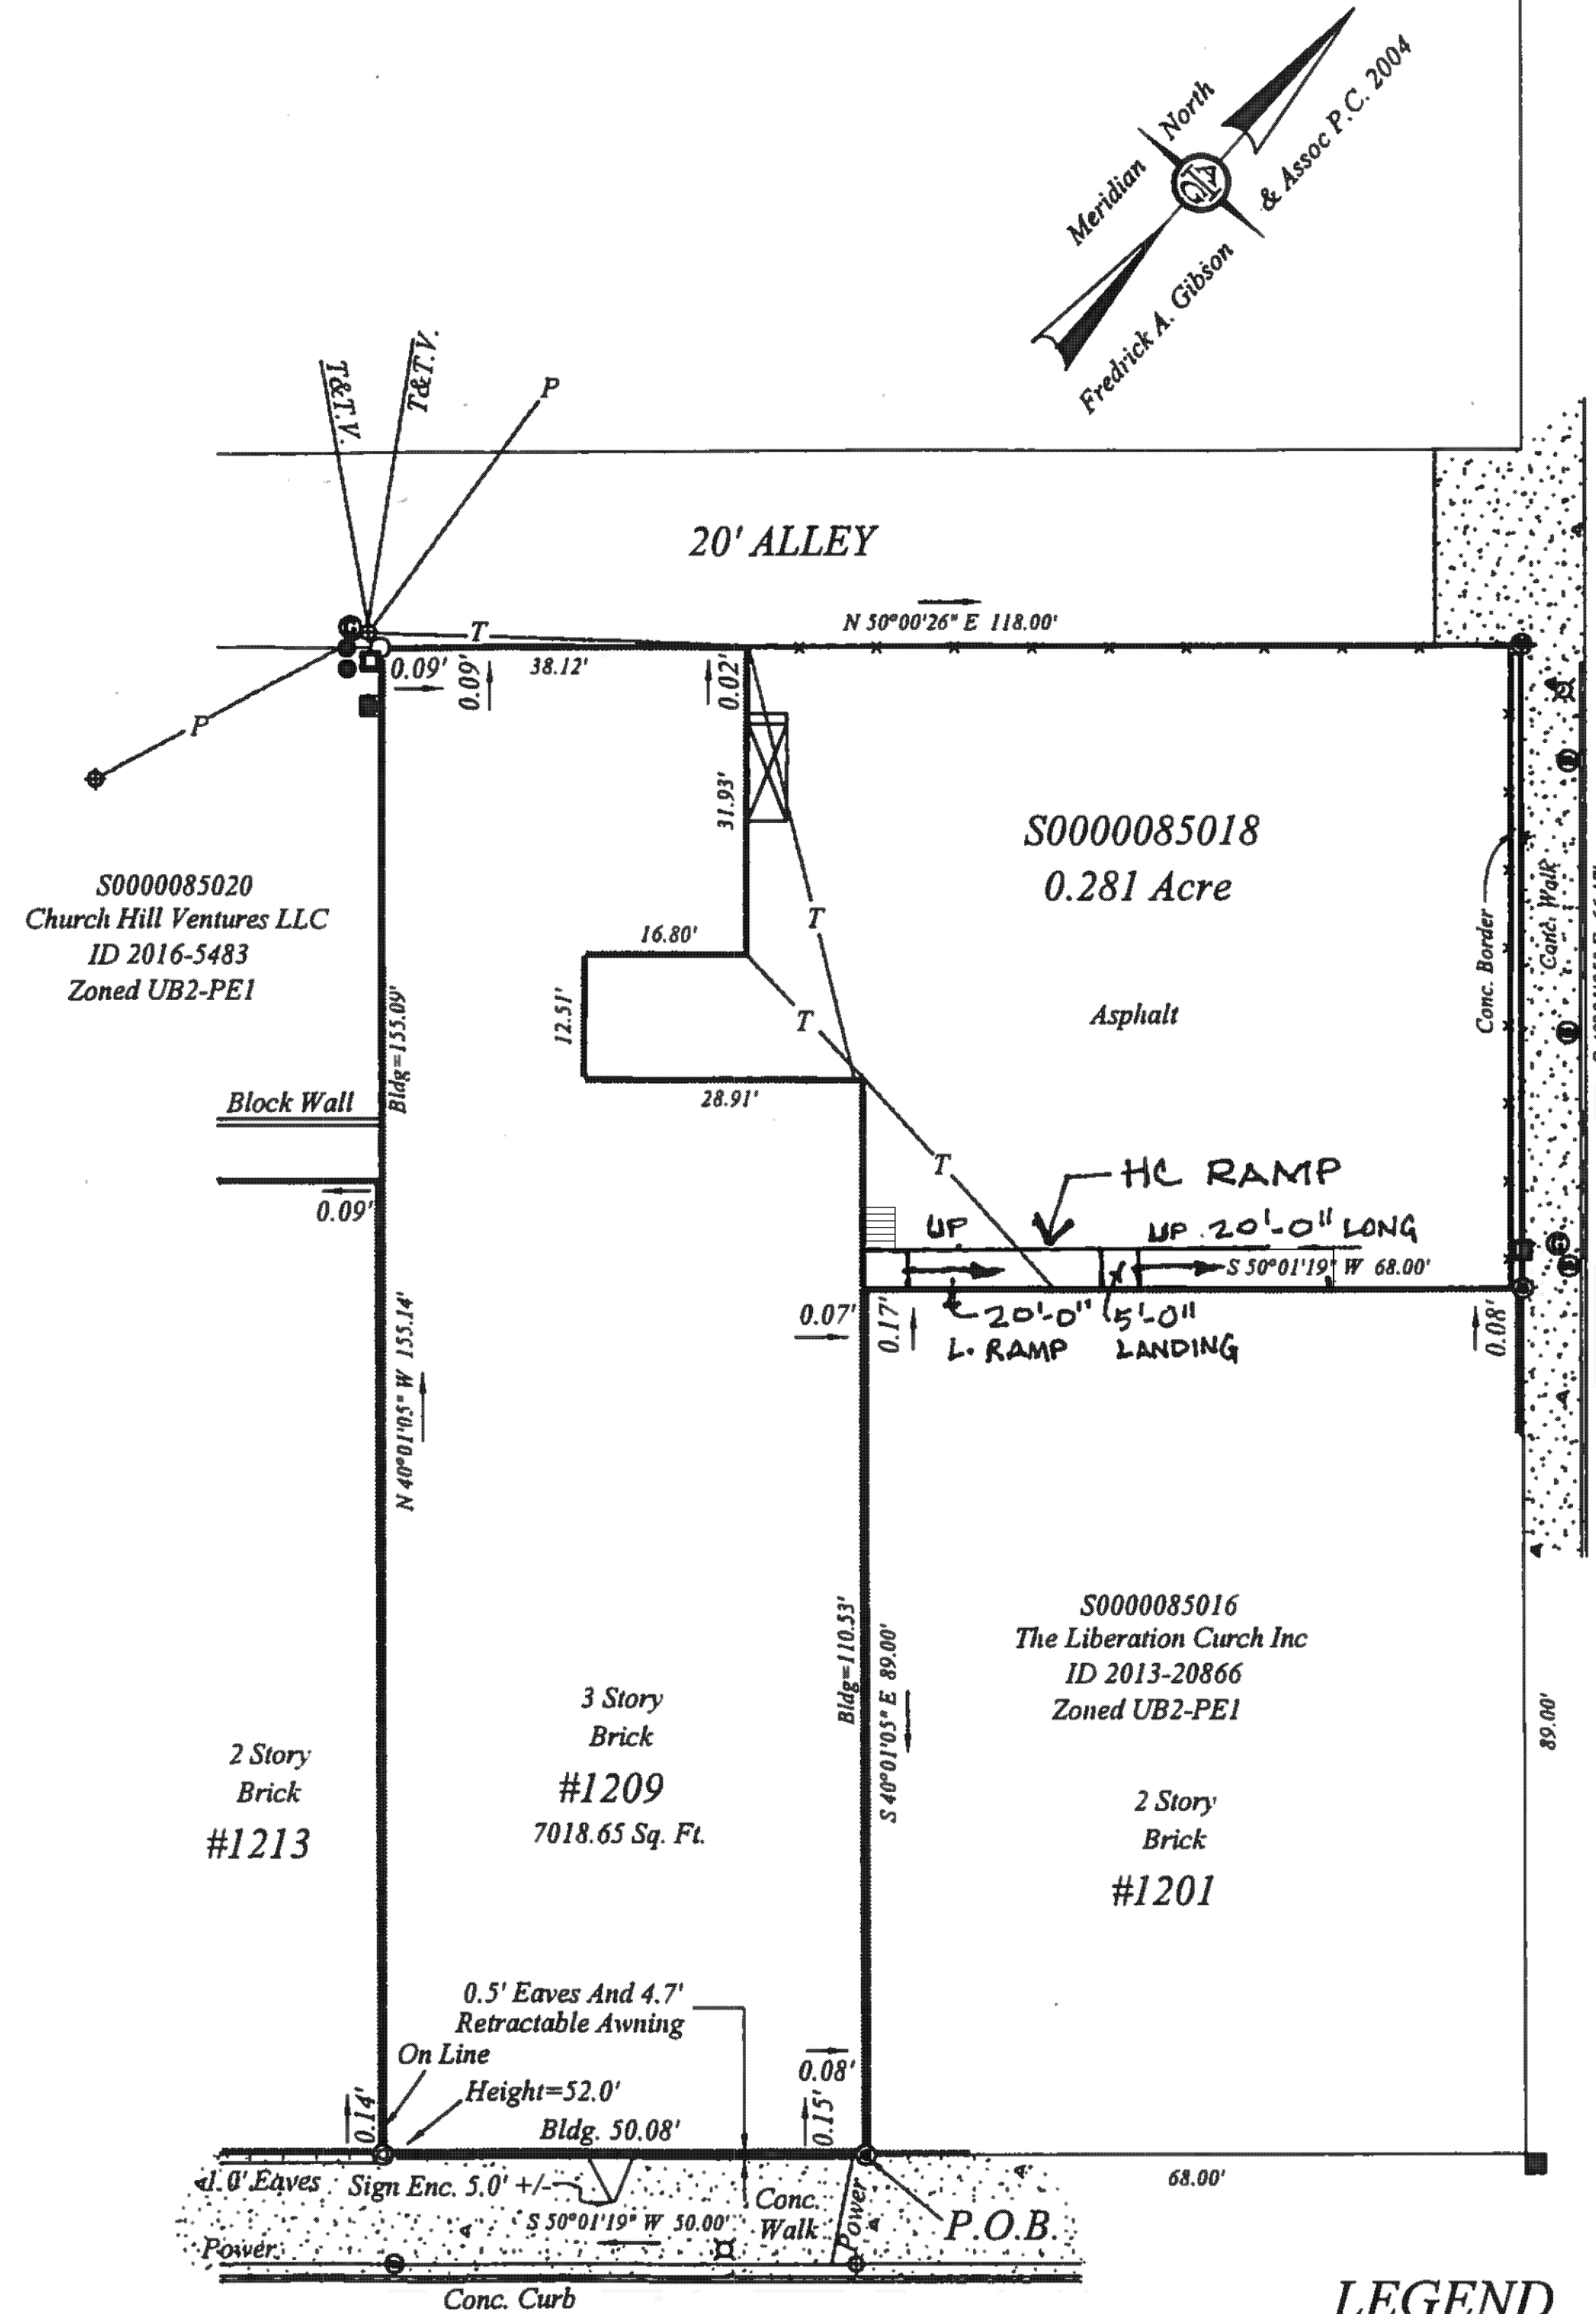 Meridian North
Fredrick A. Gibson & Assoc P.C. 2004
T&T.V.
T&T.V.
P
20' ALLEY
N 50°00'26" E 118.00'
T
0.09'
0.09'
38.12'
0.02'
P
31.93'
S0000085018
0.281 Acre
S0000085020
Church Hill Ventures LLC
ID 2016-5483
Zoned UB2-PE1
16.80'
T
Conc. Border
Conc. Walk
12.51'
T
Asphalt
Bldg=155.09'
28.91'
Block Wall
T
HC RAMP
0.09'
UP
UP 20'-0" LONG
S 50°01'19" W 68.00'
0.07'
0.17'
20'-0"
L. RAMP
5'-0"
LANDING
0.08'
N 40°01'05" W 155.14'
Bldg=110.53'
S 40°01'05" E 89.00'
S0000085016
The Liberation Curch Inc
ID 2013-20866
Zoned UB2-PE1
89.00'
3 Story
Brick
#1209
7018.65 Sq. Ft.
2 Story
Brick
#1213
2 Story
Brick
#1201
0.5' Eaves And 4.7'
Retractable Awning
On Line
0.08'
Height=52.0'
0.14'
Bldg. 50.08'
0.15'
1.0' Eaves
Sign Enc. 5.0' +/-
Conc.
Walk
68.00'
S 50°01'19" W 50.00'
Power
P.O.B.
Power
Conc. Curb
LEGEND